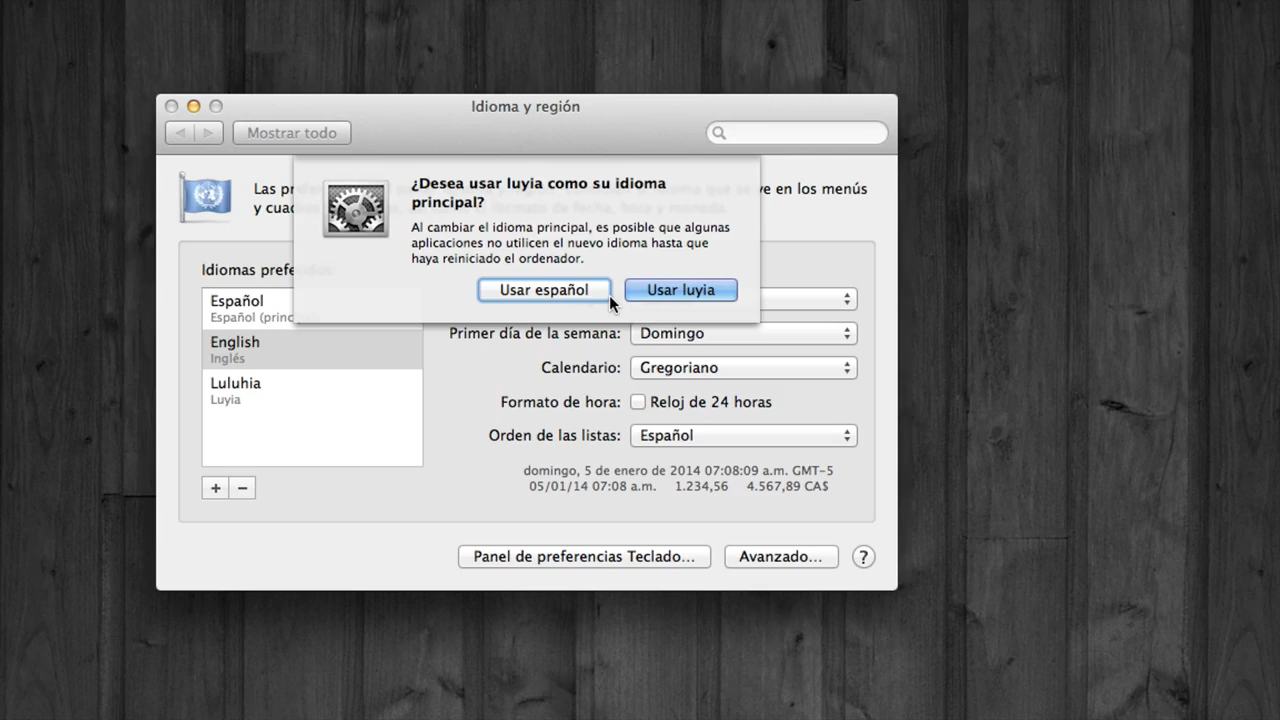 Idioma y región
Mostrar todo
¿Desea usar luyia como su idioma
principal?
Al cambiar el idioma principal, es posible que algunas
aplicaciones no utilicen el nuevo idioma hasta que
haya reiniciado el ordenador.
Usar español
Usar luyia
Las
ve en los menús
y
Idiomas
Español
Español
English
Inglés
Luluhia
Luyia
+ −
Primer día de la semana: Domingo
Calendario: Gregoriano
Formato de hora: Reloj de 24 horas
Orden de las listas: Español
domingo, 5 de enero de 2014 07:08:09 a.m. GMT-5
05/01/14 07:08 a.m. 1.234,56 4.567,89 CA$
Panel de preferencias Teclado...
Avanzado...
?